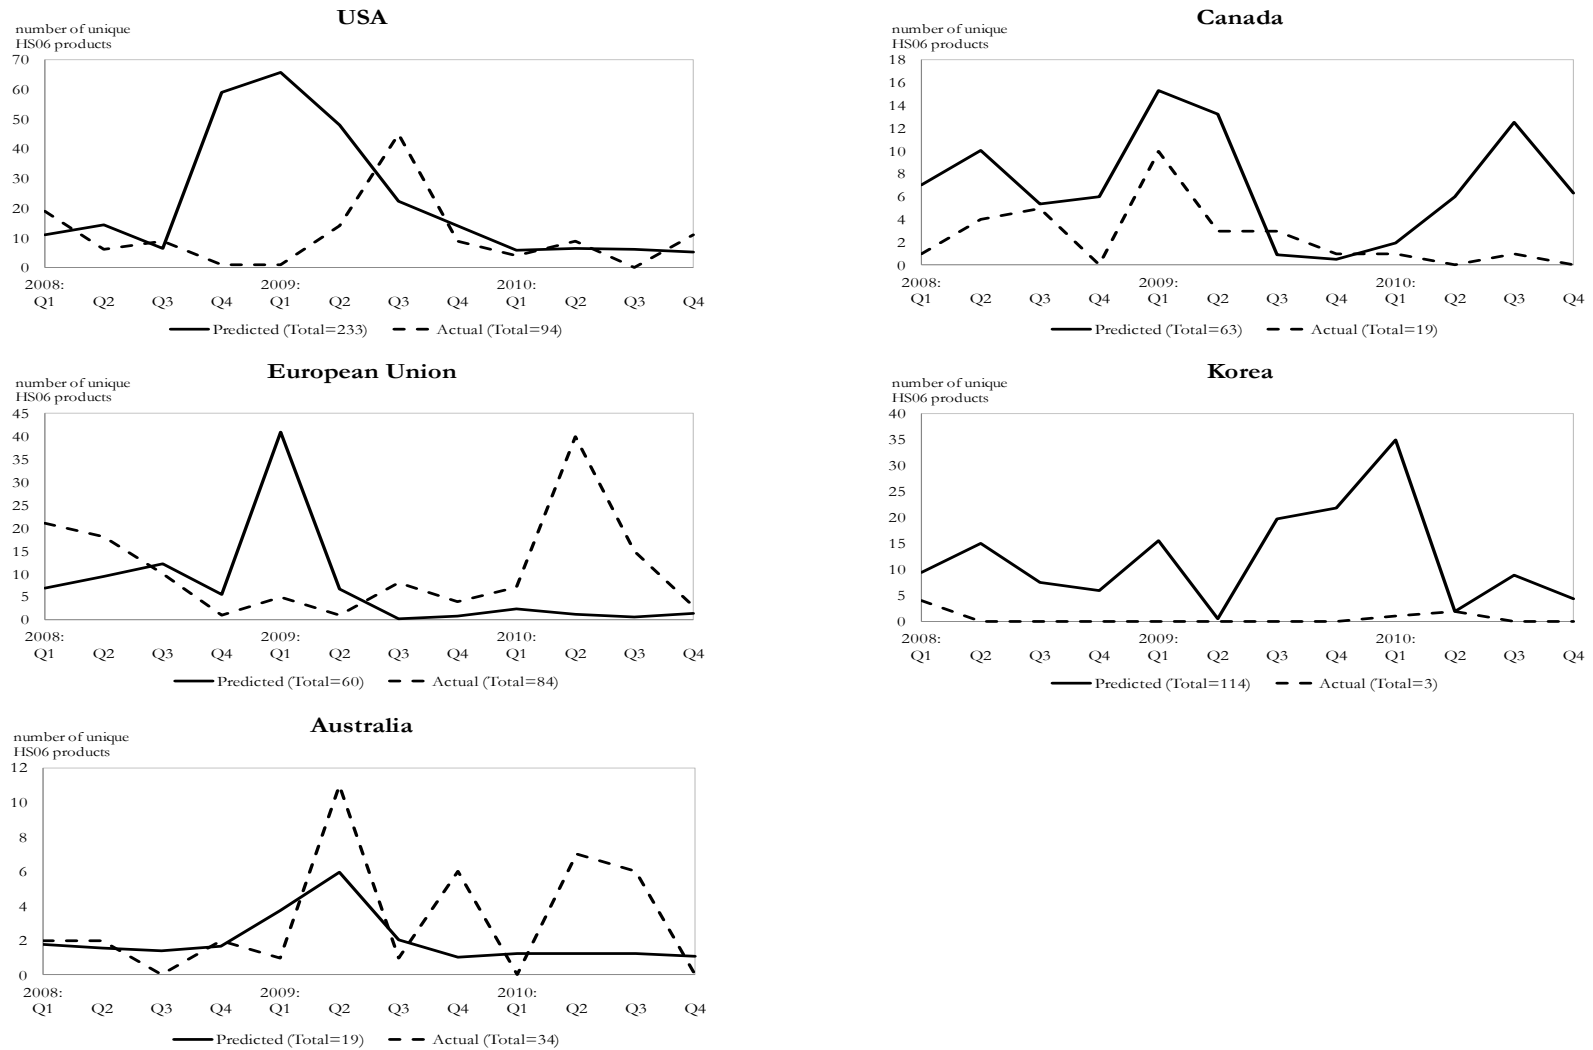 USA
number of unique
HS06 products
70
60
50
40
30
20
10
0
2008: 2009: 2010:
Q1 Q2 Q3 Q4 Q1 Q2 Q3 Q4 Q1 Q2 Q3 Q4
Predicted (Total=233) Actual (Total=94)
Canada
number of unique
HS06 products
18
16
14
12
10
8
6
4
2
0
2008: 2009: 2010:
Q1 Q2 Q3 Q4 Q1 Q2 Q3 Q4 Q1 Q2 Q3 Q4
Predicted (Total=63) Actual (Total=19)
European Union
number of unique
HS06 products
45
40
35
30
25
20
15
10
5
0
2008: 2009: 2010:
Q1 Q2 Q3 Q4 Q1 Q2 Q3 Q4 Q1 Q2 Q3 Q4
Predicted (Total=60) Actual (Total=84)
Korea
number of unique
HS06 products
40
35
30
25
20
15
10
5
0
2008: 2009: 2010:
Q1 Q2 Q3 Q4 Q1 Q2 Q3 Q4 Q1 Q2 Q3 Q4
Predicted (Total=114) Actual (Total=3)
Australia
number of unique
HS06 products
12
10
8
6
4
2
0
2008: 2009: 2010:
Q1 Q2 Q3 Q4 Q1 Q2 Q3 Q4 Q1 Q2 Q3 Q4
Predicted (Total=19) Actual (Total=34)